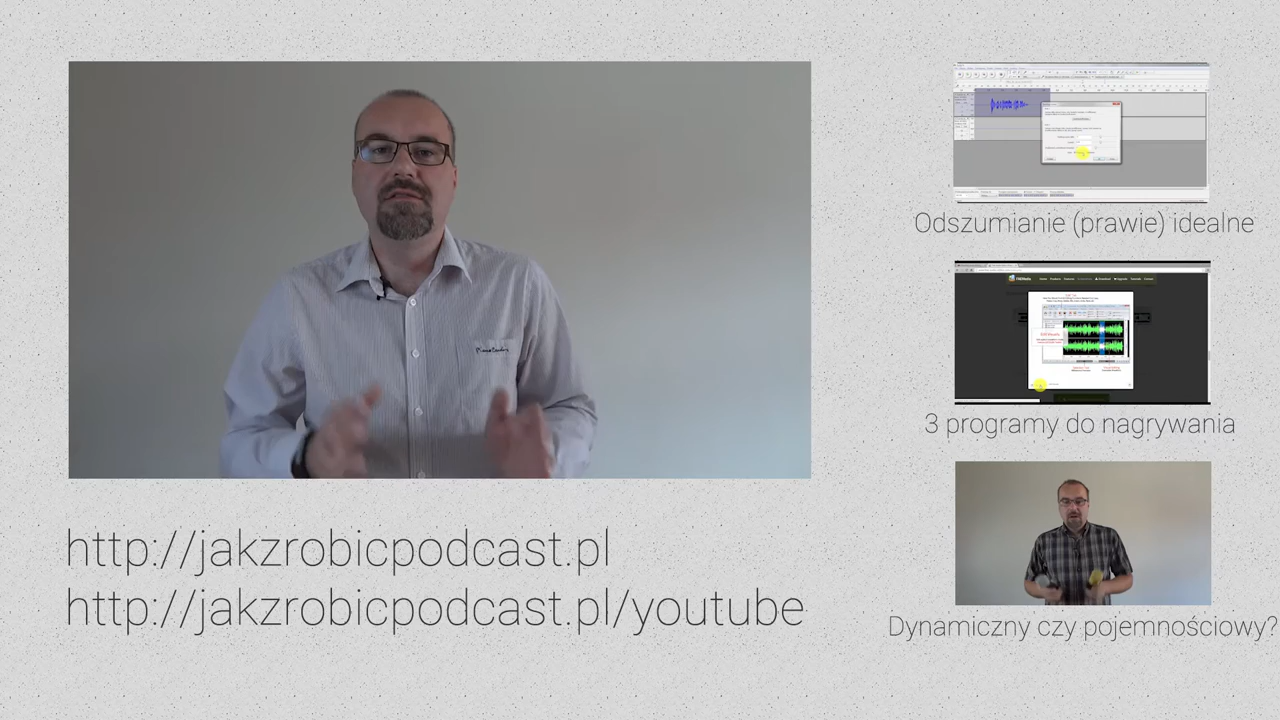 http://jakzrobicpodcast.pl
http://jakzrobicpodcast.pl/youtube
Odszumianie (prawie) idealne
3 programy do nagrywania
Dynamiczny czy pojemnościowy?